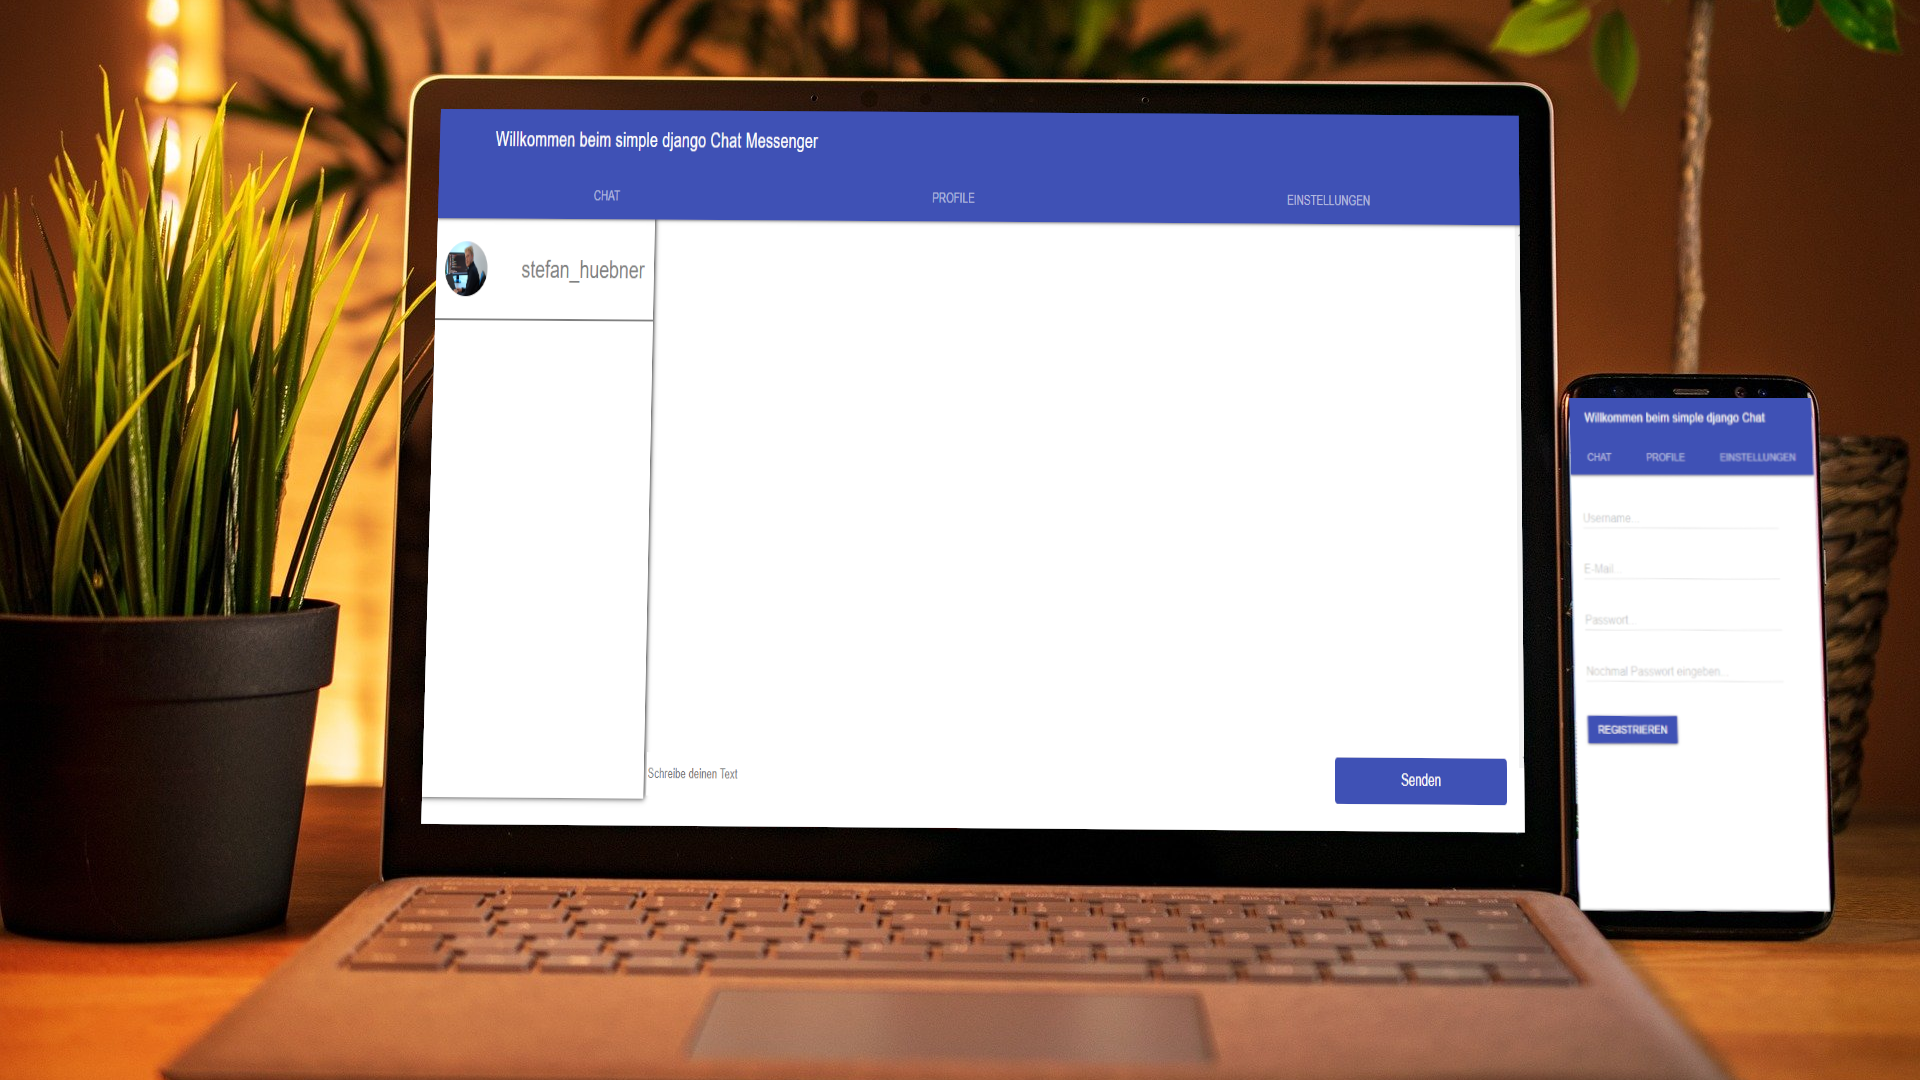 Willkommen beim simple django Chat Messenger
CHAT PROFILE EINSTELLUNGEN
stefan_huebner
Schreibe deinen Text
Senden
Willkommen beim simple django Chat
CHAT PROFILE EINSTELLUNGEN
Username...
E-Mail...
Passwort...
Nochmal Passwort eingeben...
REGISTRIEREN